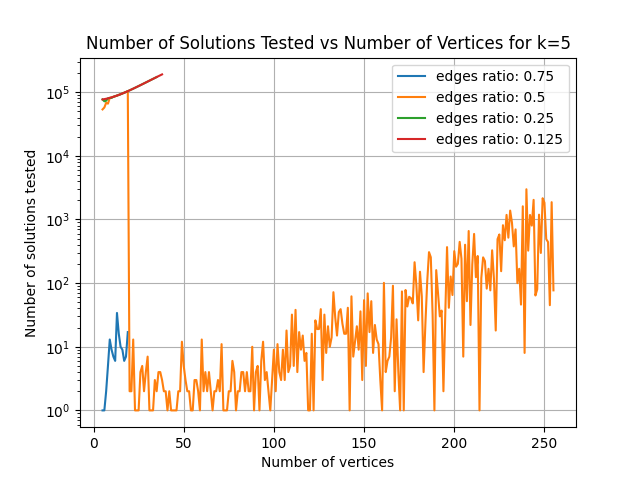 Number of Solutions Tested vs Number of Vertices for k=5
edges ratio: 0.75
edges ratio: 0.5
edges ratio: 0.25
edges ratio: 0.125
Number of solutions tested
10⁵
10⁴
10³
10²
10¹
10⁰
0 50 100 150 200 250
Number of vertices